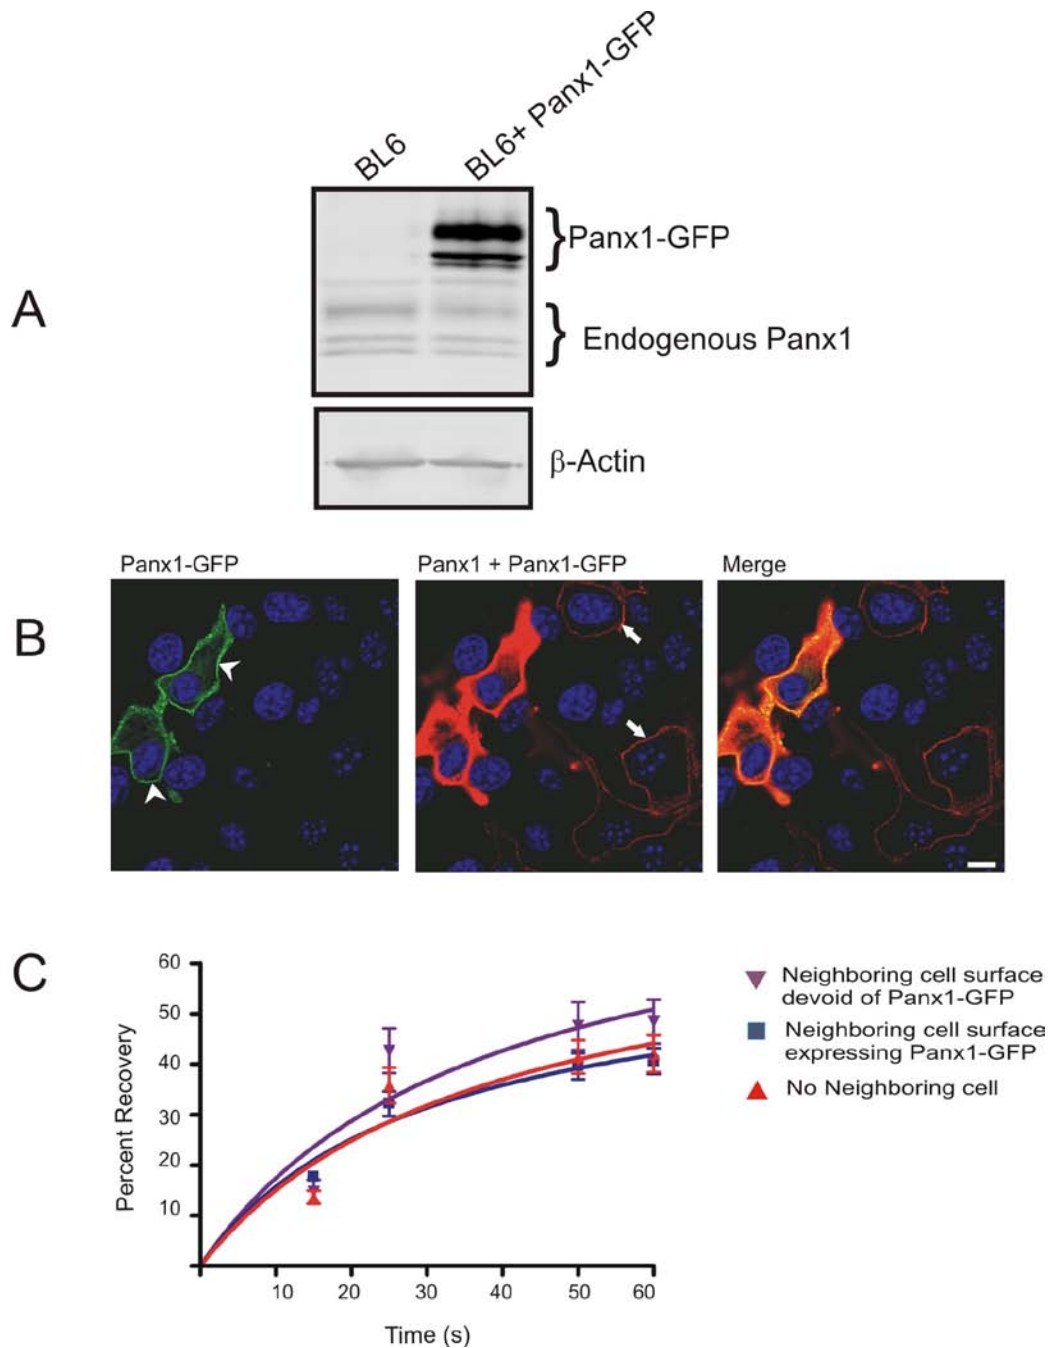 BL6
BL6+ Panx1-GFP
A
Panx1-GFP
Endogenous Panx1
β-Actin
B
Panx1-GFP
Panx1 + Panx1-GFP
Merge
C
60
50
40
30
20
10
Percent Recovery
10
20
30
40
50
60
Time (s)
Neighboring cell surface
devoid of Panx1-GFP
Neighboring cell surface
expressing Panx1-GFP
No Neighboring cell